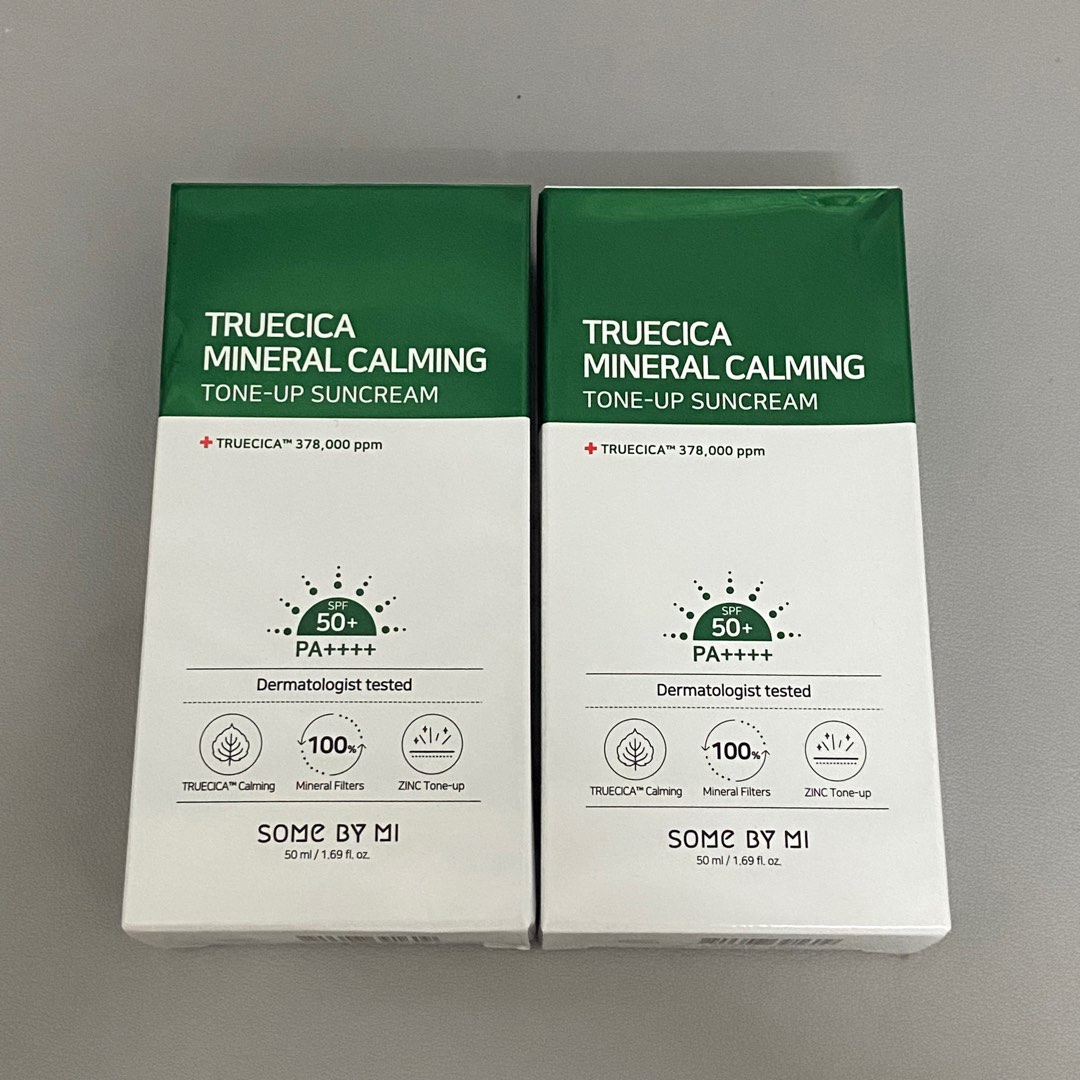 TRUECICA
MINERAL CALMING
TONE-UP SUNCREAM
TRUECICA™ 378,000 ppm
SPF
50+
PA++++
Dermatologist tested
100%
TRUECICA™ Calming Mineral Filters ZINC Tone-up
SOME BY MI
50 ml / 1.69 fl. oz.
TRUECICA
MINERAL CALMING
TONE-UP SUNCREAM
TRUECICA™ 378,000 ppm
SPF
50+
PA++++
Dermatologist tested
100%
TRUECICA™ Calming Mineral Filters ZINC Tone-up
SOME BY MI
50 ml / 1.69 fl. oz.